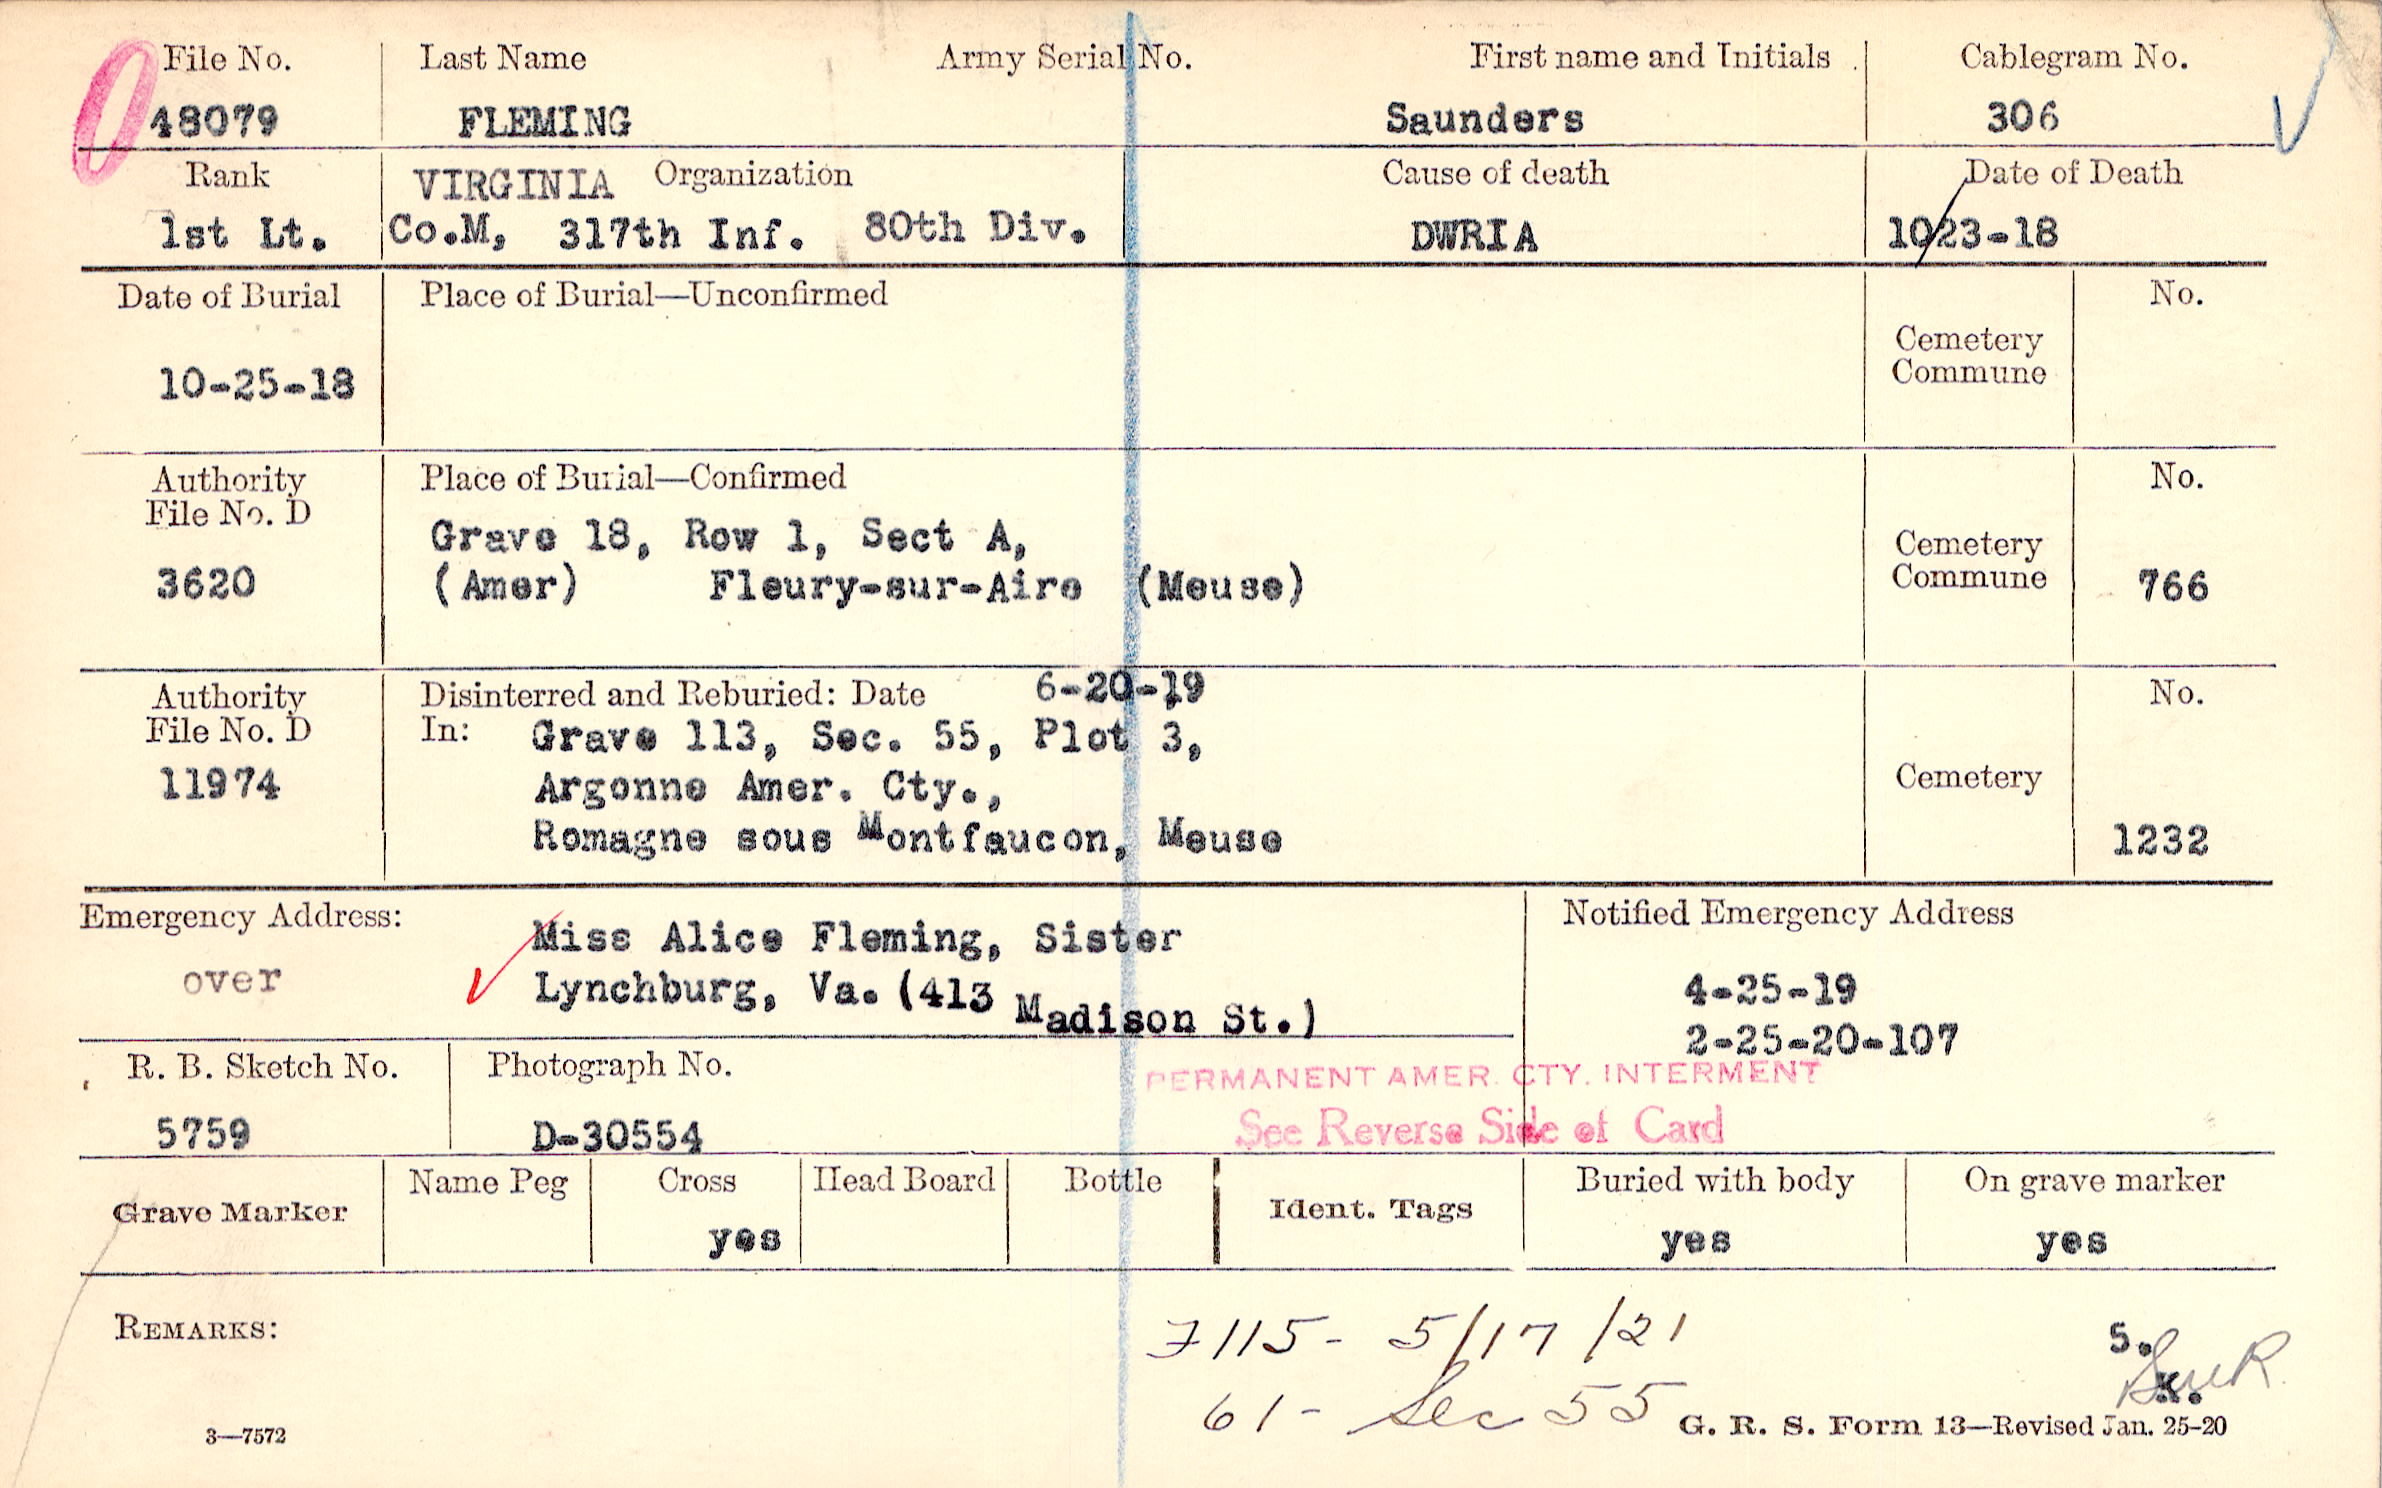 File No. Last Name Army Serial No. First name and Initials Cablegram No.
48079 FLEMING Saunders 306
Rank VIRGINIA Organization Cause of death Date of Death
1st Lt. Co.M, 317th Inf. 80th Div. DWRIA 10/23-18
Date of Burial Place of Burial—Unconfirmed No.
10-25-18 Cemetery
Commune
Authority Place of Burial—Confirmed No.
File No. D
Grave 18, Row 1, Sect A, Cemetery
3620 (Amer) Fleury-sur-Aire (Meuse) Commune 766
Authority Disinterred and Reburied: Date 6-20-19 No.
File No. D In: Grave 113, Sec. 55, Plot 3,
11974 Argonne Amer. Cty., Cemetery
Romagne sous Montfaucon, Meuse 1232
Emergency Address: Miss Alice Fleming, Sister Notified Emergency Address
over Lynchburg, Va. (413 Madison St.) 4-25-19
2-25-20-107
R. B. Sketch No. Photograph No. PERMANENT AMER. CTY. INTERMENT
5759 D-30554 See Reverse Side of Card
Grave Marker Name Peg Cross Head Board Bottle Ident. Tags Buried with body On grave marker
yes yes yes
REMARKS: 7115- 5/17/21 5.
K.
61- Sec 55
3—7572 G. R. S. Form 13—Revised Jan. 25-20